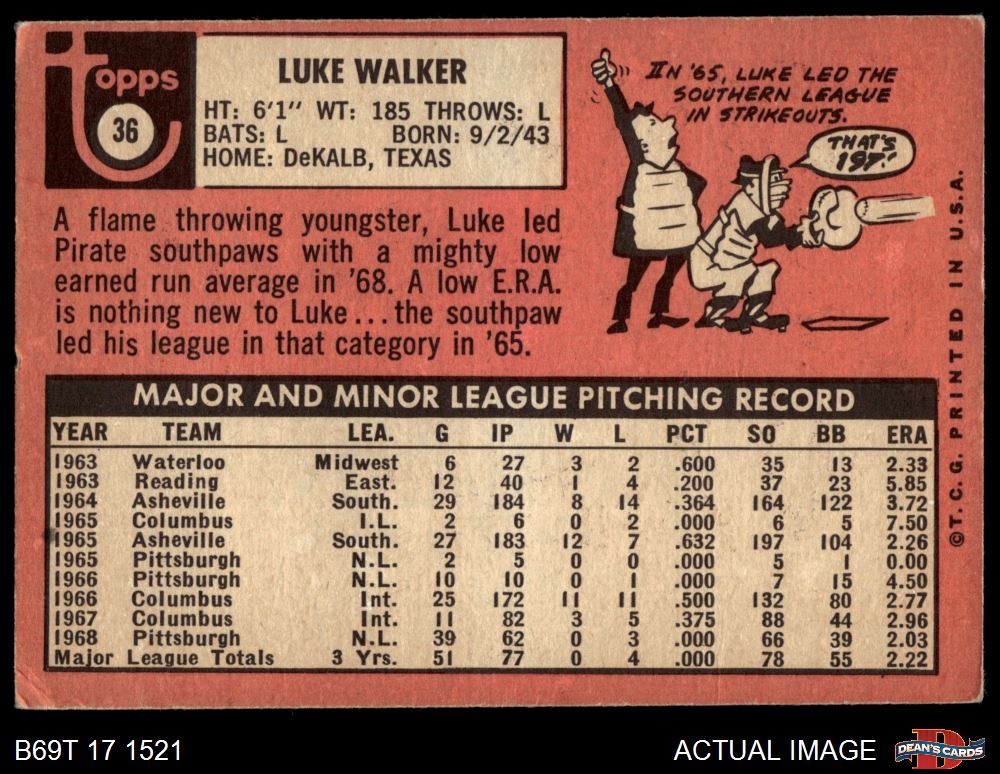 Topps
36
LUKE WALKER
HT: 6'1" WT: 185 THROWS: L
BATS: L BORN: 9/2/43
HOME: DeKALB, TEXAS
IN '65, LUKE LED THE
SOUTHERN LEAGUE
IN STRIKEOUTS.
THAT'S
197!
A flame throwing youngster, Luke led
Pirate southpaws with a mighty low
earned run average in '68. A low E.R.A.
is nothing new to Luke...the southpaw
led his league in that category in '65.
MAJOR AND MINOR LEAGUE PITCHING RECORD
YEAR TEAM LEA. G IP W L PCT SO BB ERA
1963 Waterloo Midwest 6 27 3 2 .600 35 13 2.33
1963 Reading East. 12 40 1 4 .200 37 23 5.85
1964 Asheville South. 29 184 8 14 .364 164 122 3.72
1965 Columbus I.L. 2 6 0 2 .000 6 5 7.50
1965 Asheville South. 27 183 12 7 .632 197 104 2.26
1965 Pittsburgh N.L. 2 5 0 0 .000 5 1 0.00
1966 Pittsburgh N.L. 10 10 0 1 .000 7 15 4.50
1966 Columbus Int. 25 172 11 11 .500 132 80 2.77
1967 Columbus Int. 11 82 3 5 .375 88 44 2.96
1968 Pittsburgh N.L. 39 62 0 3 .000 66 39 2.03
Major League Totals 3 Yrs. 51 77 0 4 .000 78 55 2.22
©T. C. G. PRINTED IN U.S.A.
B69T 17 1521
ACTUAL IMAGE
D
DEAN'S CARDS